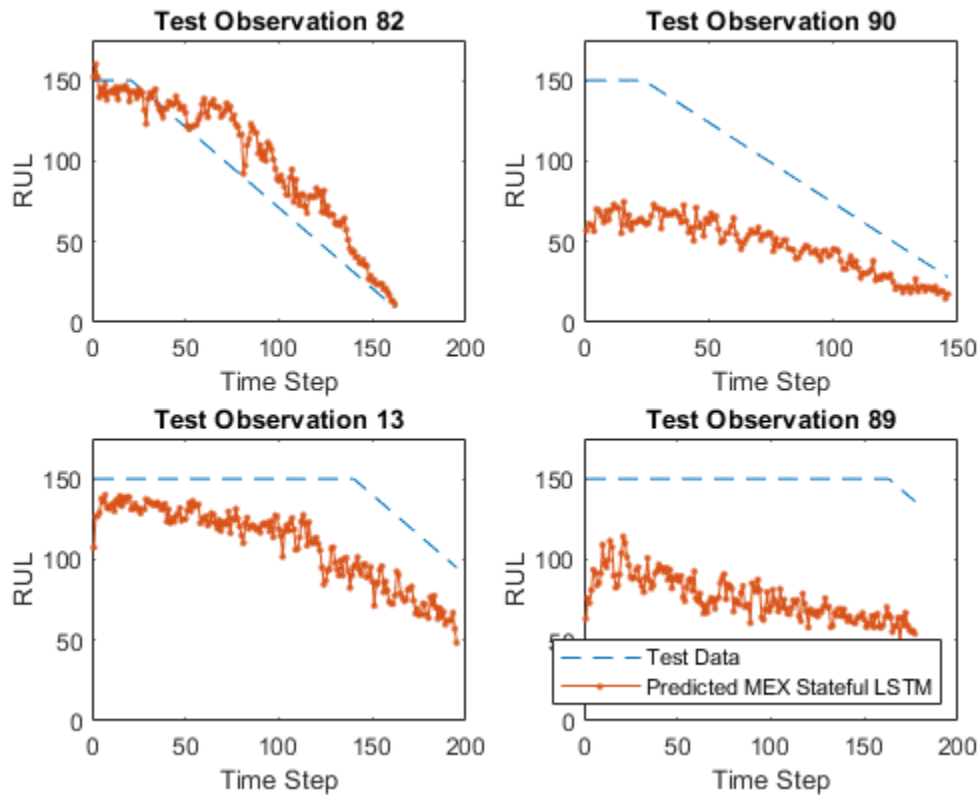 Test Observation 82
150
100
50
0
RUL
0 50 100 150 200
Time Step
Test Observation 90
150
100
50
0
RUL
0 50 100 150
Time Step
Test Observation 13
150
100
50
0
RUL
0 50 100 150 200
Time Step
Test Observation 89
150
100
0
RUL
0 50 100 150 200
Time Step
Test Data
Predicted MEX Stateful LSTM